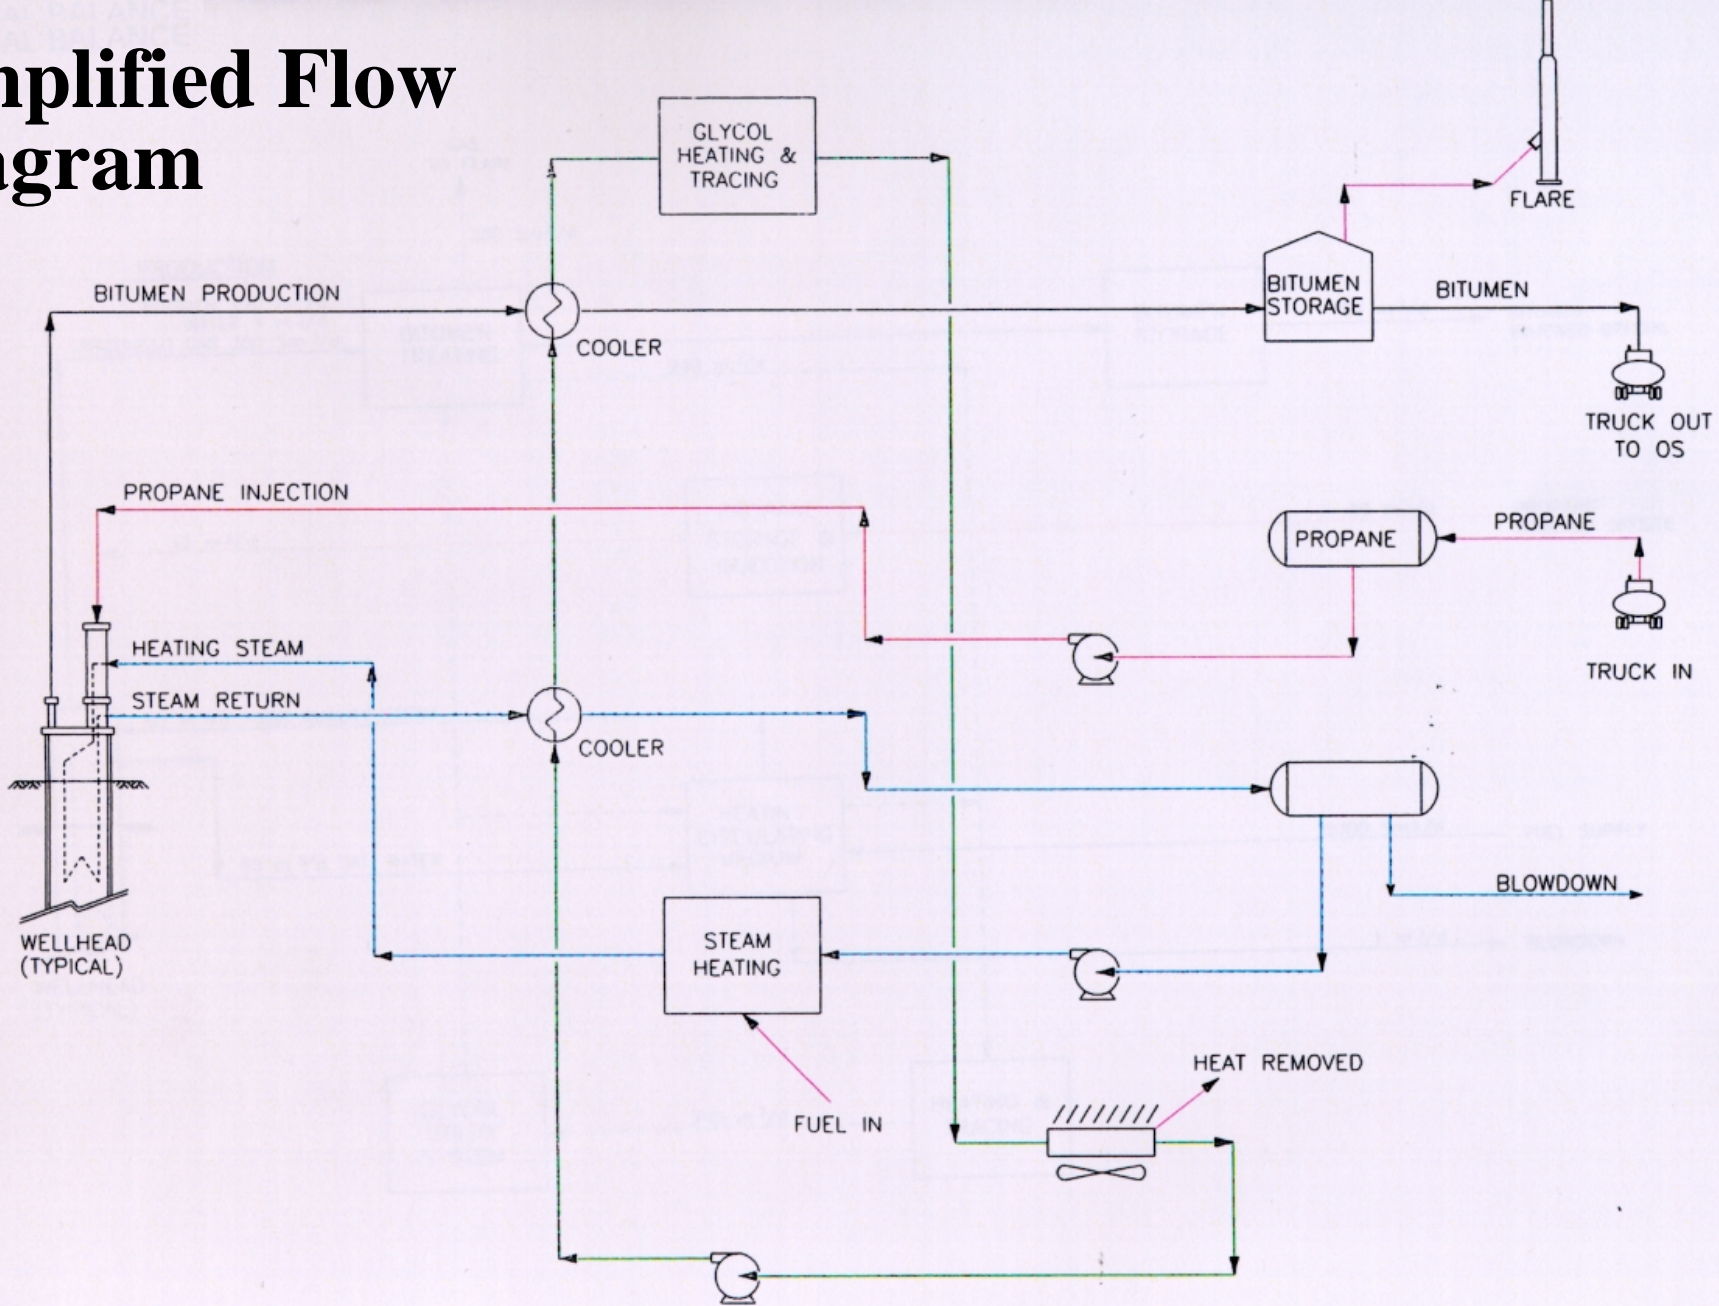 mplified Flow
agram
GLYCOL
HEATING &
TRACING
FLARE
BITUMEN PRODUCTION
BITUMEN
STORAGE
BITUMEN
COOLER
TRUCK OUT
TO OS
PROPANE INJECTION
PROPANE
PROPANE
HEATING STEAM
TRUCK IN
STEAM RETURN
COOLER
BLOWDOWN
WELLHEAD
(TYPICAL)
STEAM
HEATING
HEAT REMOVED
FUEL IN